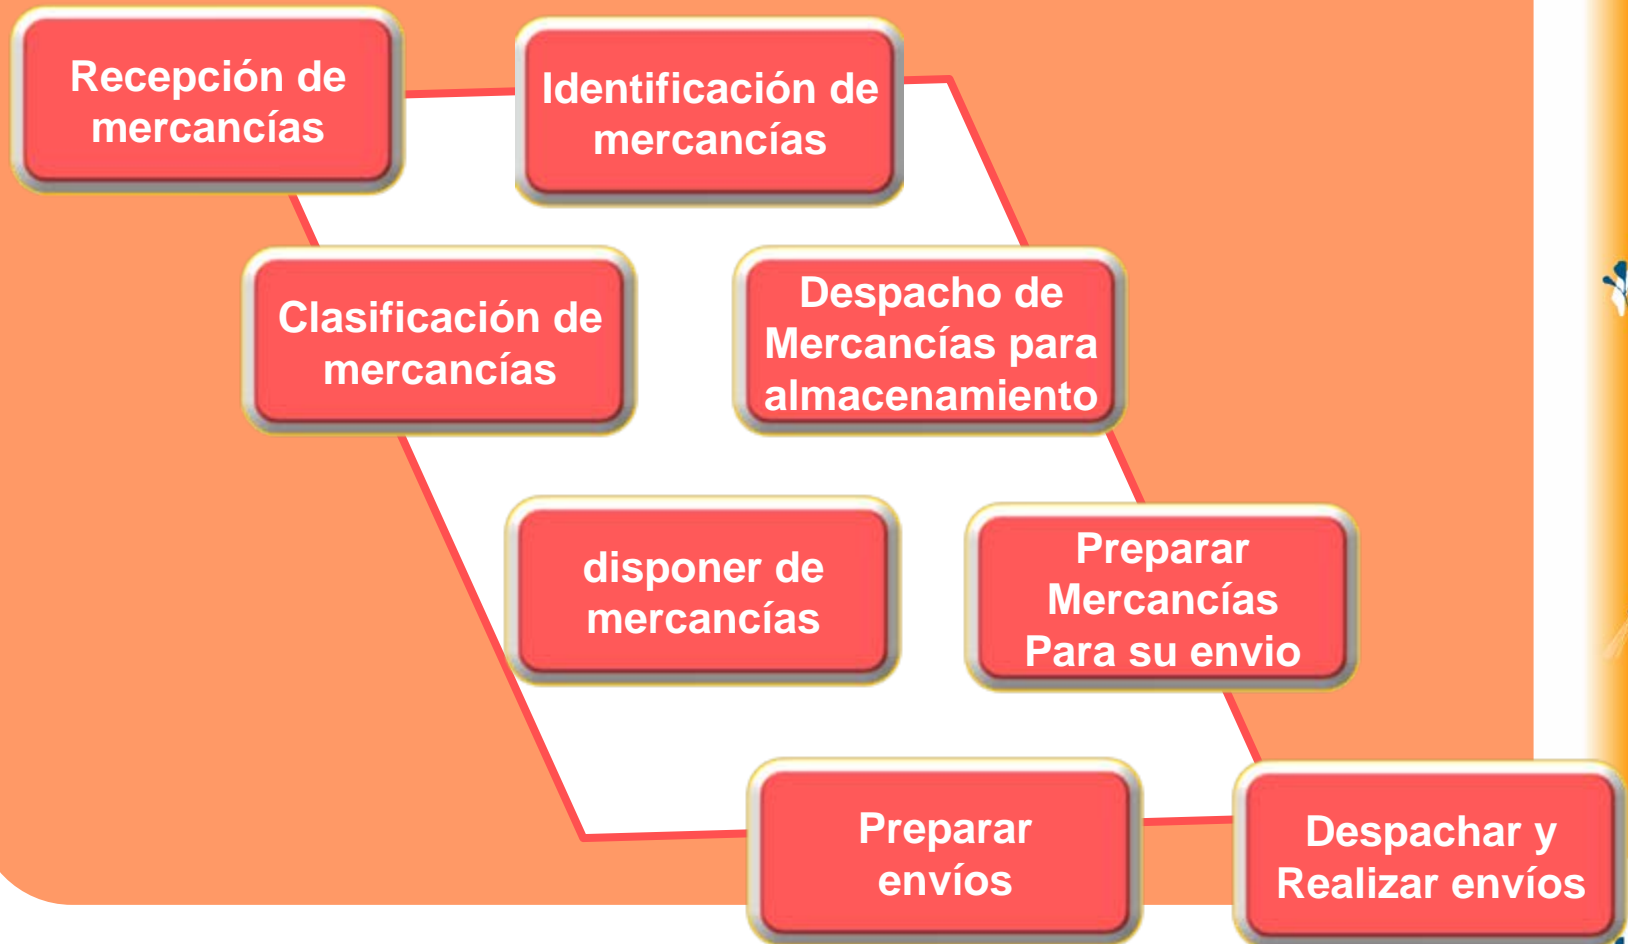 Recepción de
mercancías
Identificación de
mercancías
Clasificación de
mercancías
Despacho de
Mercancías para
almacenamiento
disponer de
mercancías
Preparar
Mercancías
Para su envio
Preparar
envíos
Despachar y
Realizar envíos